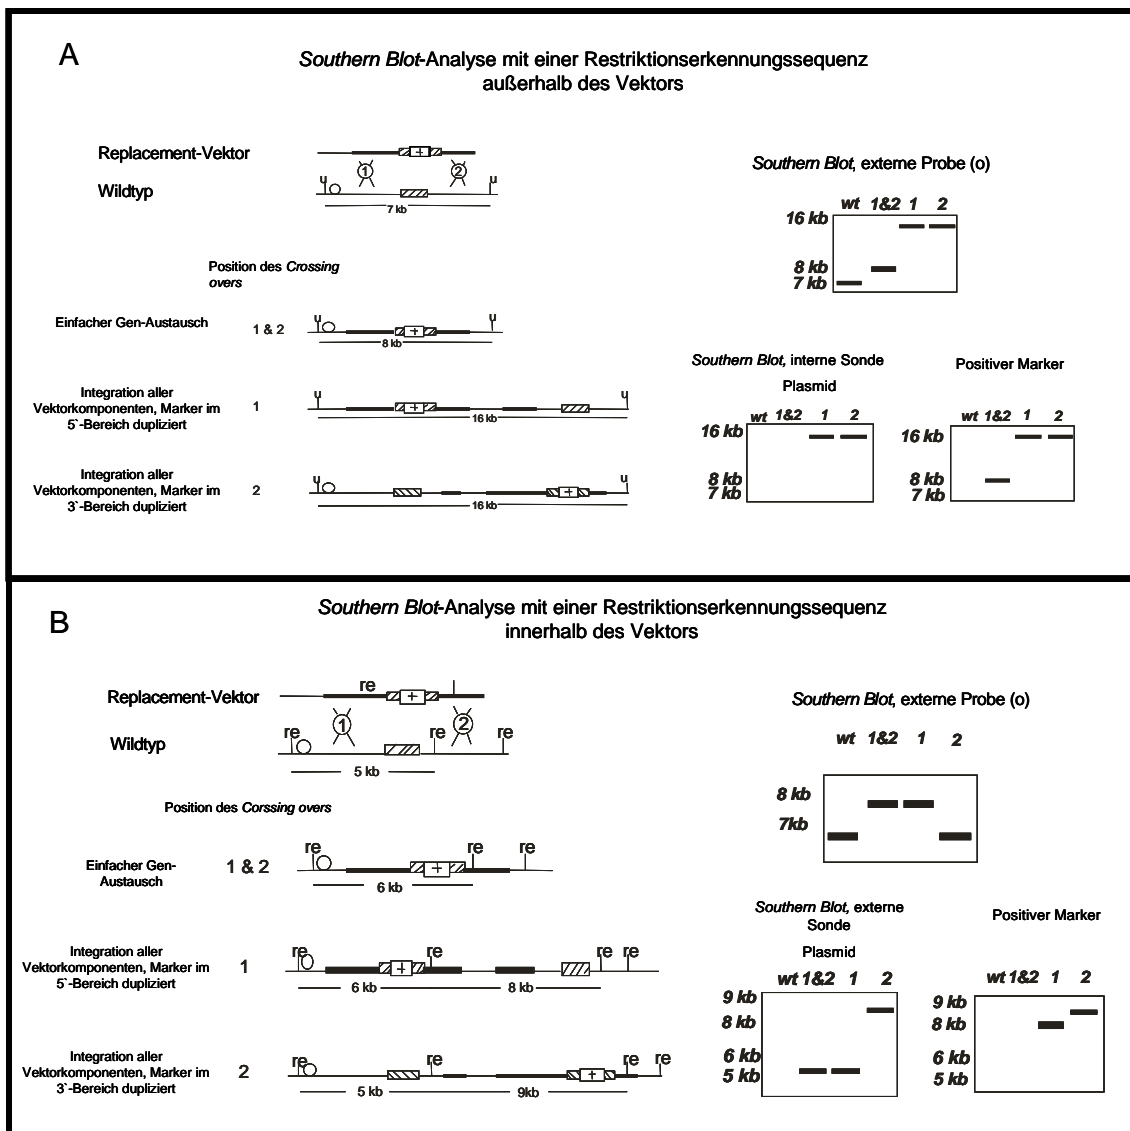 A
Southern Blot-Analyse mit einer Restriktionserkennungssequenz
außerhalb des Vektors
Replacement-Vektor
+
1
2
Wildtyp
u
u
7 kb
Position des Crossing
overs
Einfacher Gen-Austausch
1 & 2
u
u
+
8 kb
Integration aller
Vektorkomponenten, Marker im
5`-Bereich dupliziert
1
u
u
+
16 kb
Integration aller
Vektorkomponenten, Marker im
3`-Bereich dupliziert
2
u
u
+
16 kb
Southern Blot, externe Probe (o)
wt 1&2 1 2
16 kb
8 kb
7 kb
Southern Blot, interne Sonde
Plasmid
wt 1&2 1 2
16 kb
8 kb
7 kb
Positiver Marker
wt 1&2 1 2
16 kb
8 kb
7 kb
B
Southern Blot-Analyse mit einer Restriktionserkennungssequenz
innerhalb des Vektors
Replacement-Vektor
re
+
1
2
Wildtyp
re
re
re
5 kb
Position des Corssing overs
Einfacher Gen-
Austausch
1 & 2
re
re
re
+
6 kb
Integration aller
Vektorkomponenten, Marker im
5`-Bereich dupliziert
1
re
re
re
re
+
6 kb
8 kb
Integration aller
Vektorkomponenten, Marker im
3`-Bereich dupliziert
2
re
re
re
re
+
5 kb
9kb
Southern Blot, externe Probe (o)
wt 1&2 1 2
8 kb
7kb
Southern Blot, externe
Sonde
Plasmid
wt 1&2 1 2
9 kb
8 kb
6 kb
5 kb
Positiver Marker
wt 1&2 1 2
9 kb
8 kb
6 kb
5 kb